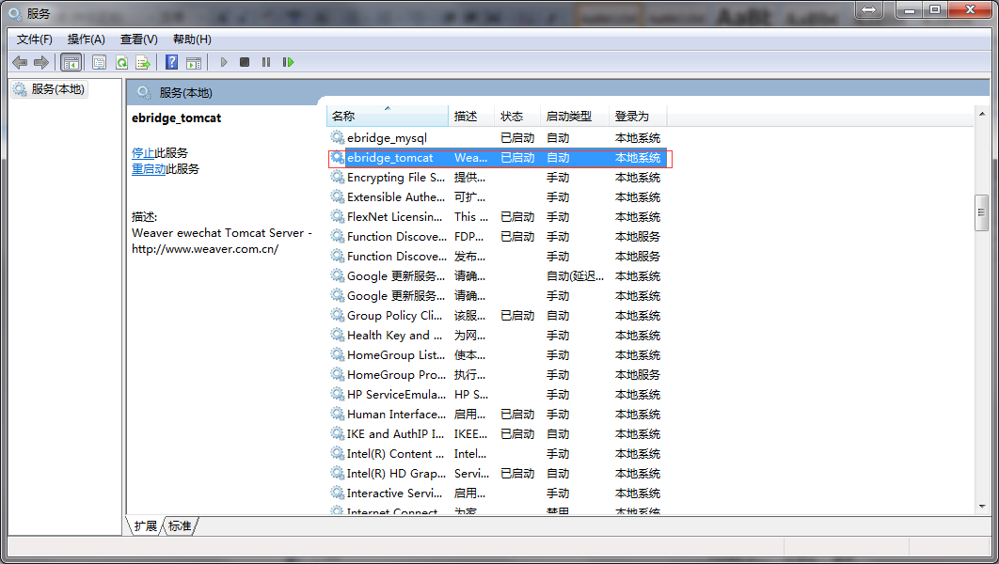 服务
文件(F) 操作(A) 查看(V) 帮助(H)
服务(本地)
服务(本地)
ebridge_tomcat
停止此服务
重启动此服务
描述:
Weaver ewechat Tomcat Server -
http://www.weaver.com.cn/
名称 描述 状态 启动类型 登录为
ebridge_mysql 已启动 自动 本地系统
ebridge_tomcat Wea... 已启动 自动 本地系统
Encrypting File S... 提供... 手动 本地系统
Extensible Authe... 可扩... 手动 本地系统
FlexNet Licensin... This ... 已启动 手动 本地系统
Function Discove... FDP... 已启动 手动 本地服务
Function Discove... 发布... 手动 本地服务
Google 更新服务... 请确... 自动(延迟... 本地系统
Google 更新服务... 请确... 手动 本地系统
Group Policy Cli... 该服... 已启动 自动 本地系统
Health Key and ... 为网... 手动 本地系统
HomeGroup List... 使本... 手动 本地系统
HomeGroup Pro... 执行... 手动 本地服务
HP ServiceEmula... HP S... 手动 本地系统
Human Interface... 启用... 已启动 手动 本地系统
IKE and AuthIP I... IKEE... 已启动 自动 本地系统
Intel(R) Content ... Intel... 手动 本地系统
Intel(R) HD Grap... Servi... 已启动 自动 本地系统
Interactive Servi... 启用... 手动 本地系统
Internet Connect... 为家... 禁用 本地系统
扩展 标准